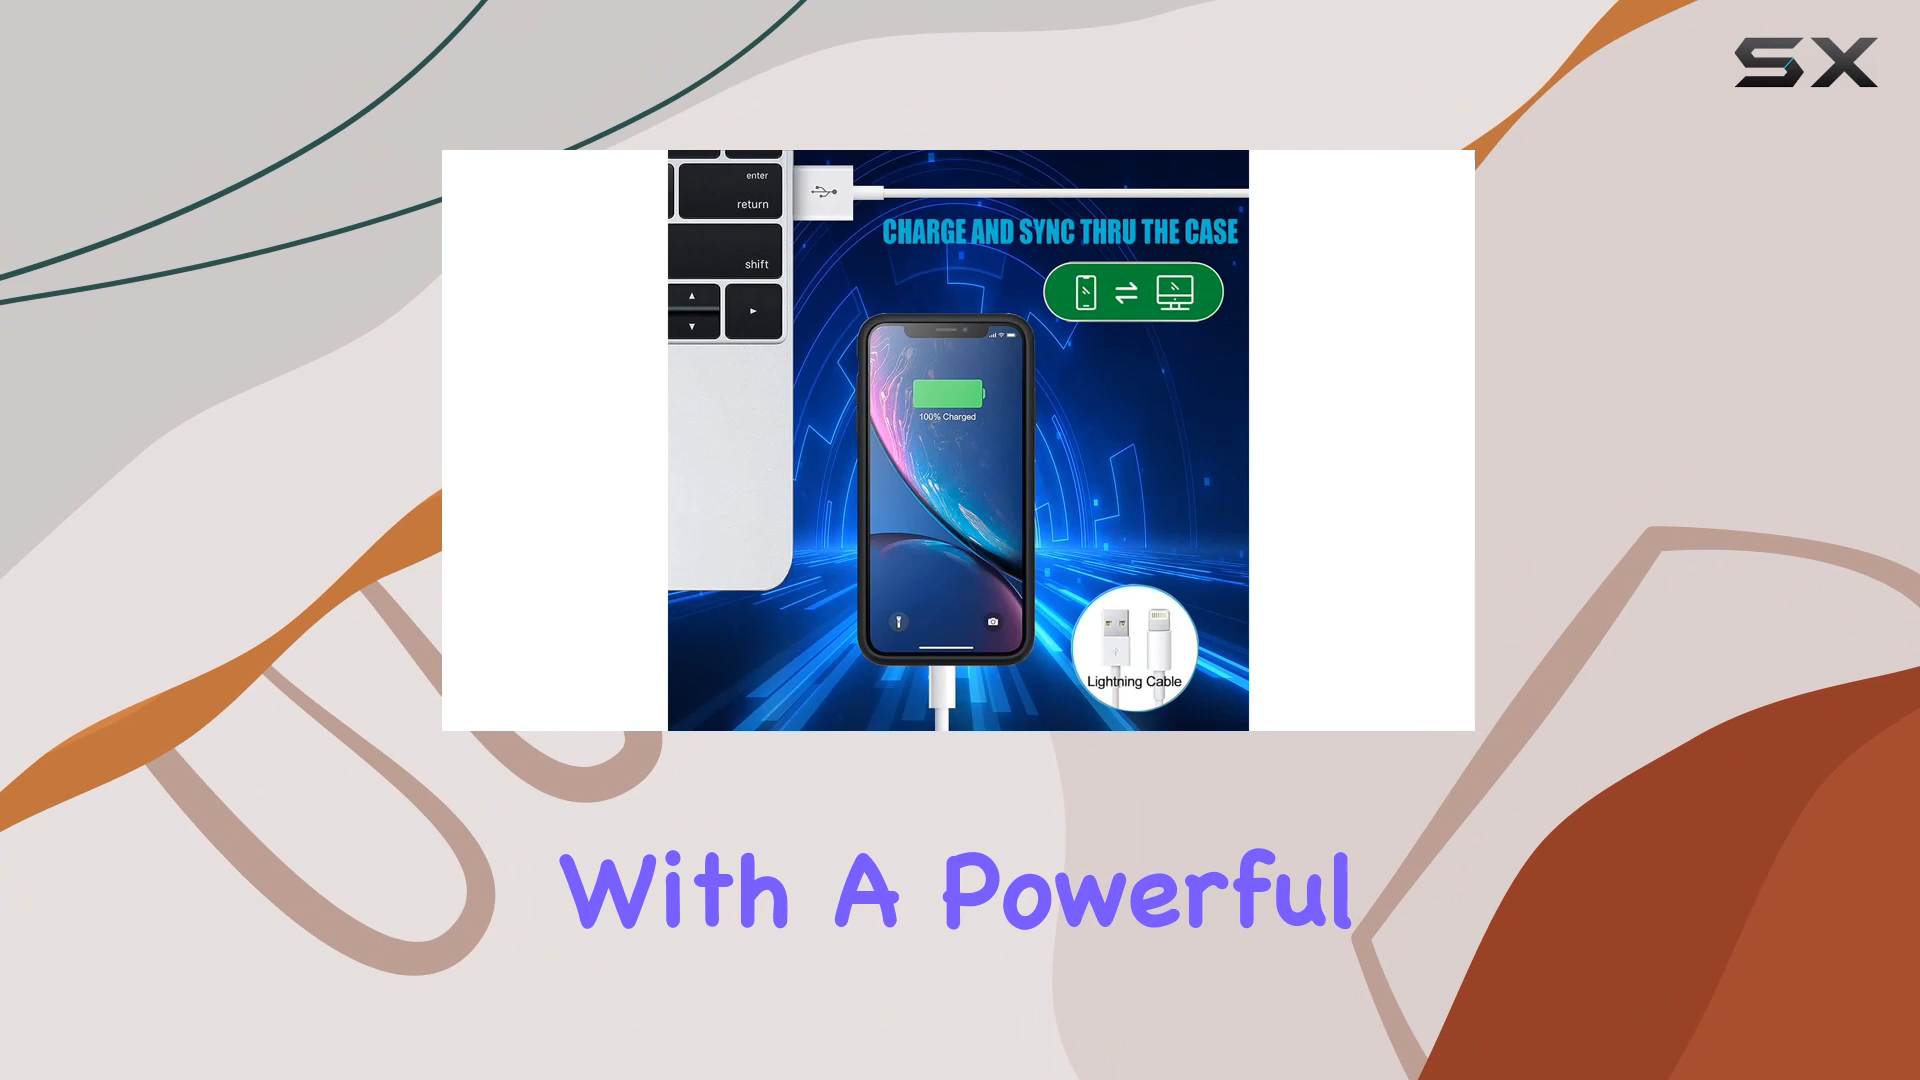 SX
enter
return
CHARGE AND SYNC THRU THE CASE
shift
100% Charged
Lightning Cable
With A Powerful